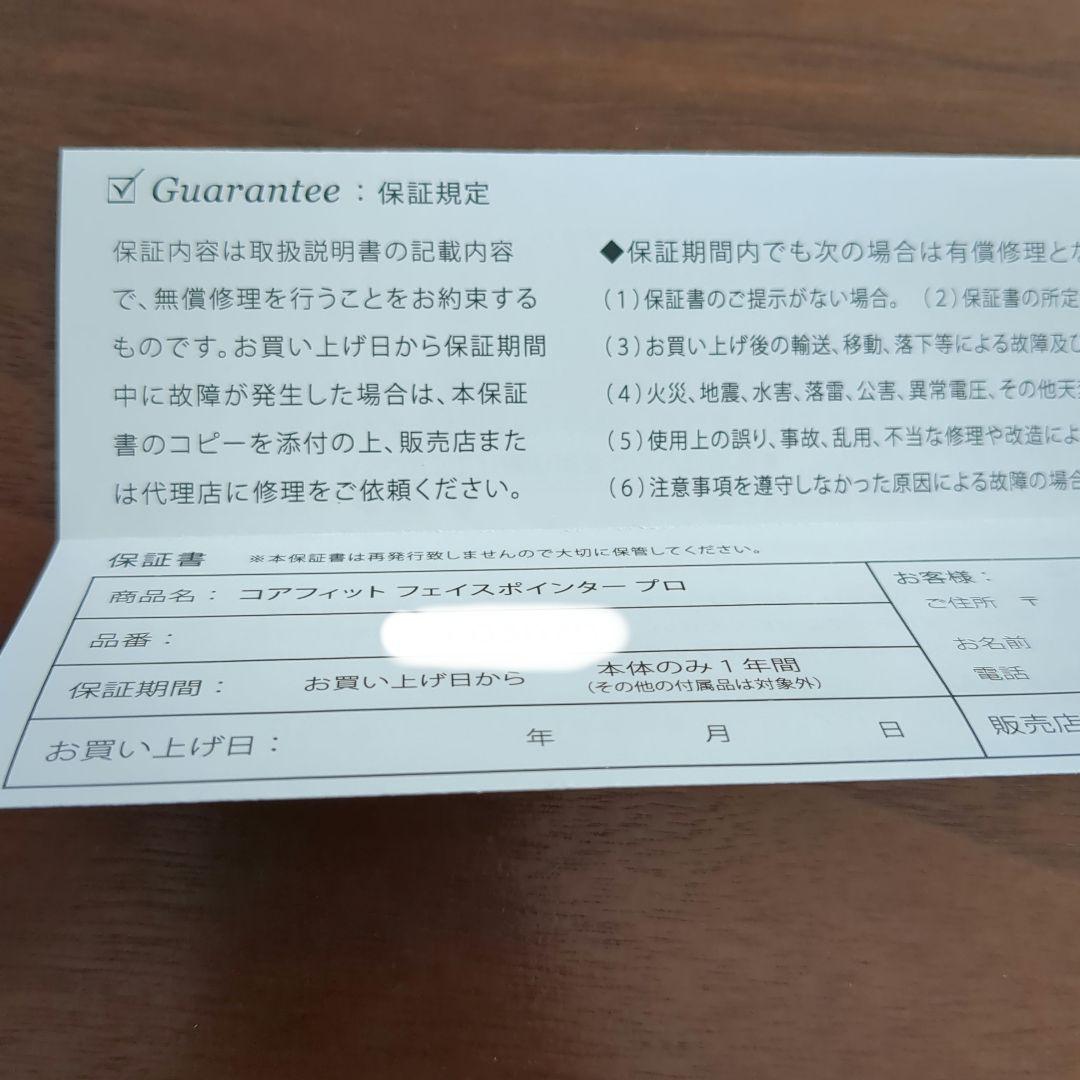 Guarantee：保証規定
保証内容は取扱説明書の記載内容
で、無償修理を行うことをお約束する
ものです。お買い上げ日から保証期間
中に故障が発生した場合は、本保証
書のコピーを添付の上、販売店また
は代理店に修理をご依頼ください。
◆保証期間内でも次の場合は有償修理とな
（1）保証書のご提示がない場合。（2）保証書の所定
（3）お買い上げ後の輸送、移動、落下等による故障及び
（4）火災、地震、水害、落雷、公害、異常電圧、その他天
（5）使用上の誤り、事故、乱用、不当な修理や改造によ
（6）注意事項を遵守しなかった原因による故障の場合
保証書 ※本保証書は再発行致しませんので大切に保管してください。
商品名：コアフィット フェイスポインター プロ
品番：
保証期間：お買い上げ日から 本体のみ1年間
（その他の付属品は対象外）
お買い上げ日： 年 月 日
お客様：
ご住所 〒
お名前
電話
販売店